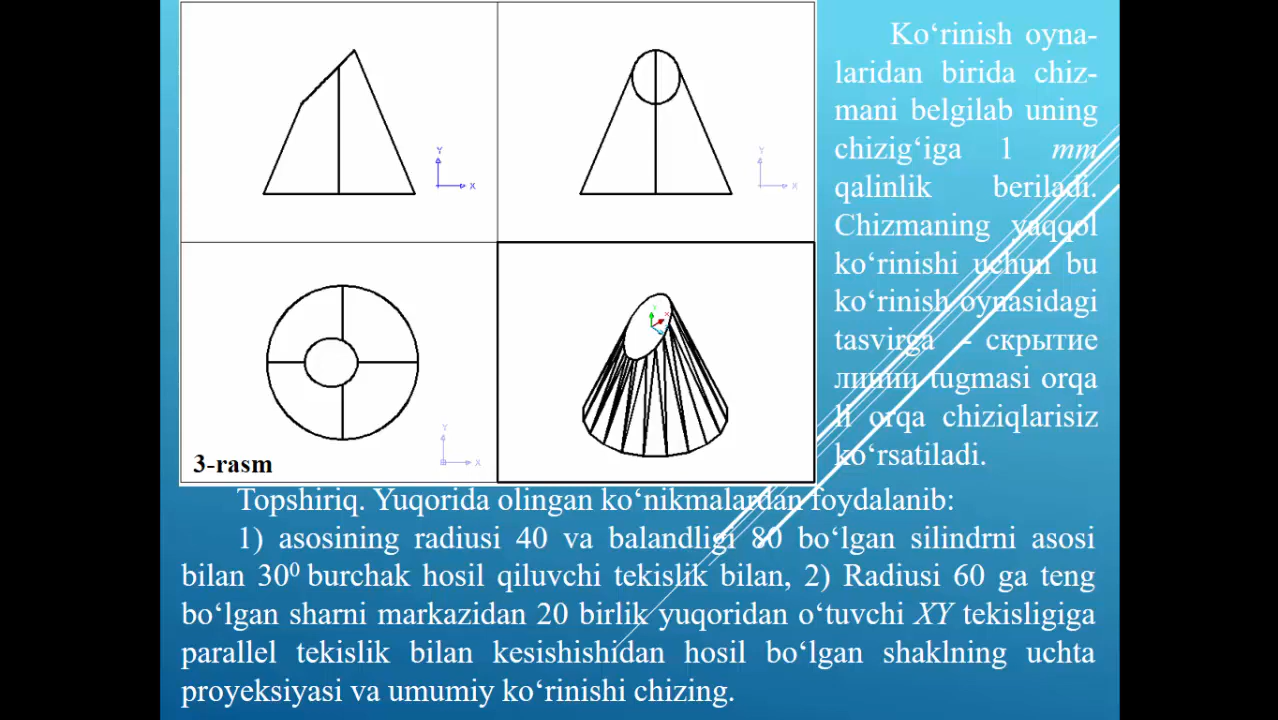 Ko‘rinish oyna-
laridan birida chiz-
mani belgilab uning
chizig‘iga 1 mm
qalinlik beriladi.
Chizmaning yaqqol
ko‘rinishi uchun bu
ko‘rinish oynasidagi
tasvirga - скрытие
линии tugmasi orqa
li orqa chiziqlarisiz
ko‘rsatiladi.
Y
X
Y
X
Y
X
3-rasm
Topshiriq. Yuqorida olingan ko‘nikmalardan foydalanib:
1) asosining radiusi 40 va balandligi 80 bo‘lgan silindrni asosi
bilan 30⁰ burchak hosil qiluvchi tekislik bilan, 2) Radiusi 60 ga teng
bo‘lgan sharni markazidan 20 birlik yuqoridan o‘tuvchi XY tekisligiga
parallel tekislik bilan kesishishidan hosil bo‘lgan shaklning uchta
proyeksiyasi va umumiy ko‘rinishi chizing.